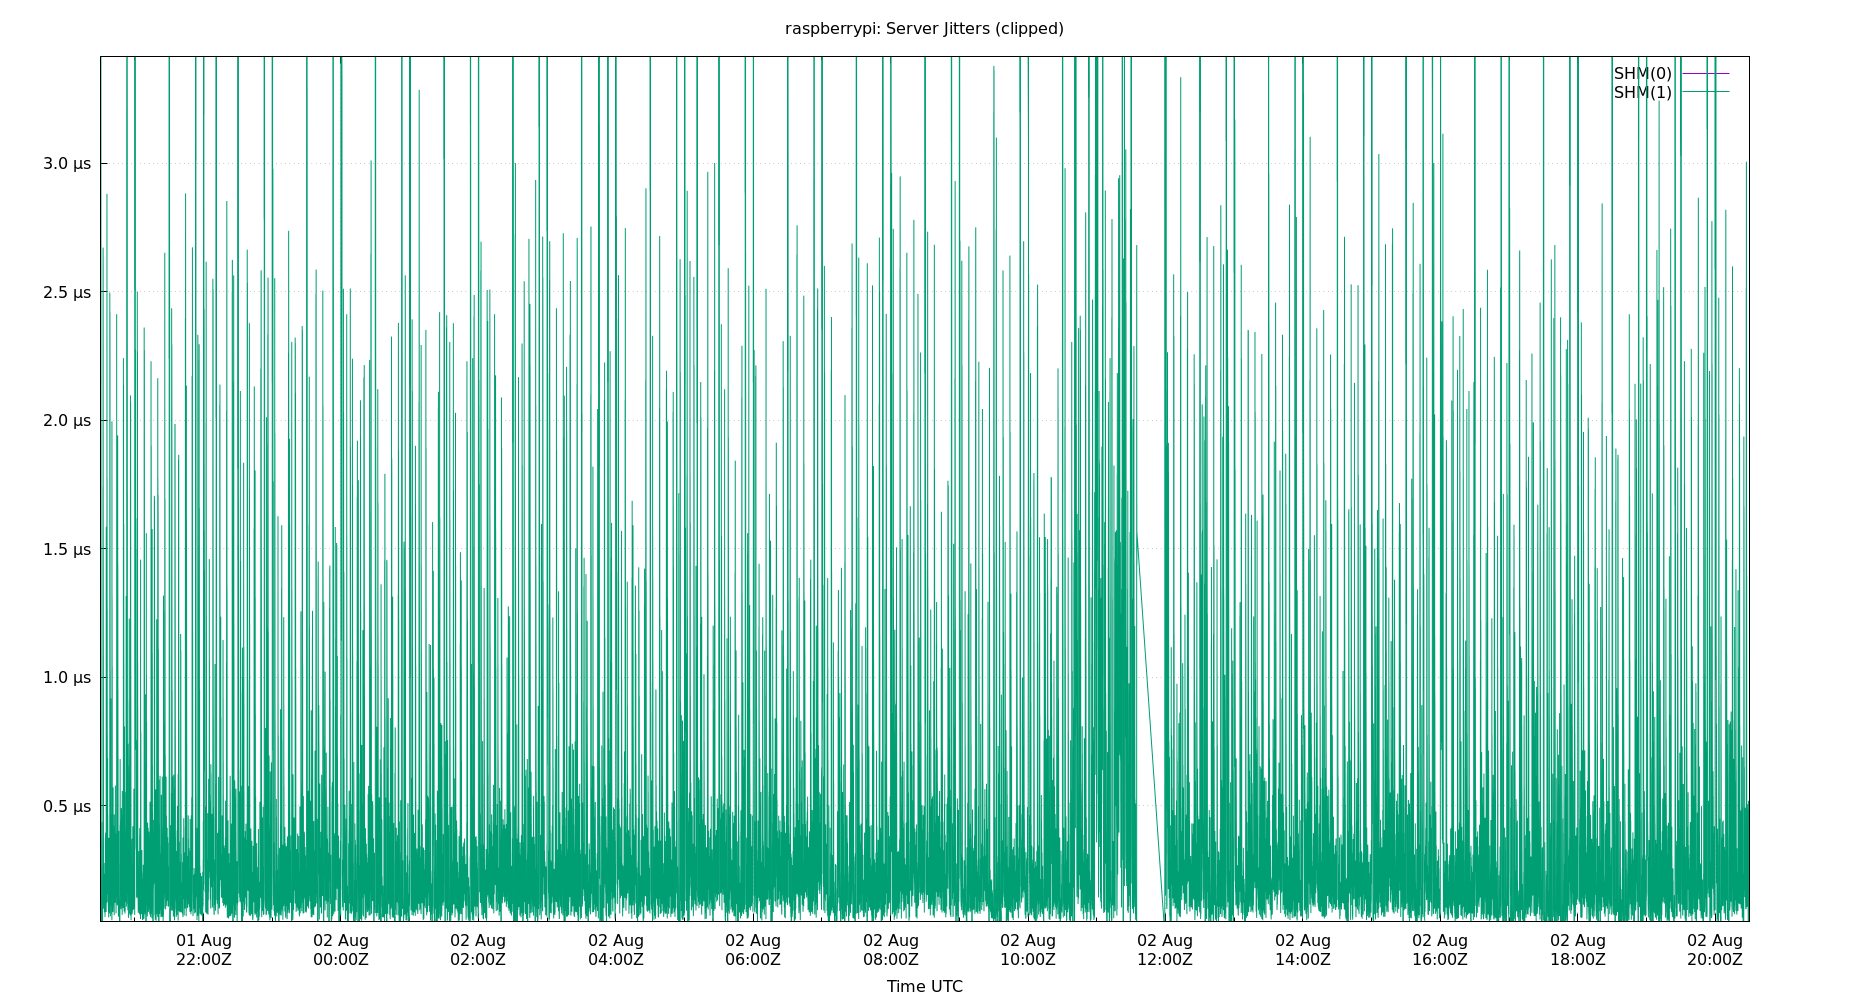 raspberrypi: Server Jitters (clipped)
SHM(0)
SHM(1)
3.0 µs
2.5 µs
2.0 µs
1.5 µs
1.0 µs
0.5 µs
01 Aug 02 Aug 02 Aug 02 Aug 02 Aug 02 Aug 02 Aug 02 Aug 02 Aug 02 Aug 02 Aug 02 Aug
22:00Z 00:00Z 02:00Z 04:00Z 06:00Z 08:00Z 10:00Z 12:00Z 14:00Z 16:00Z 18:00Z 20:00Z
Time UTC